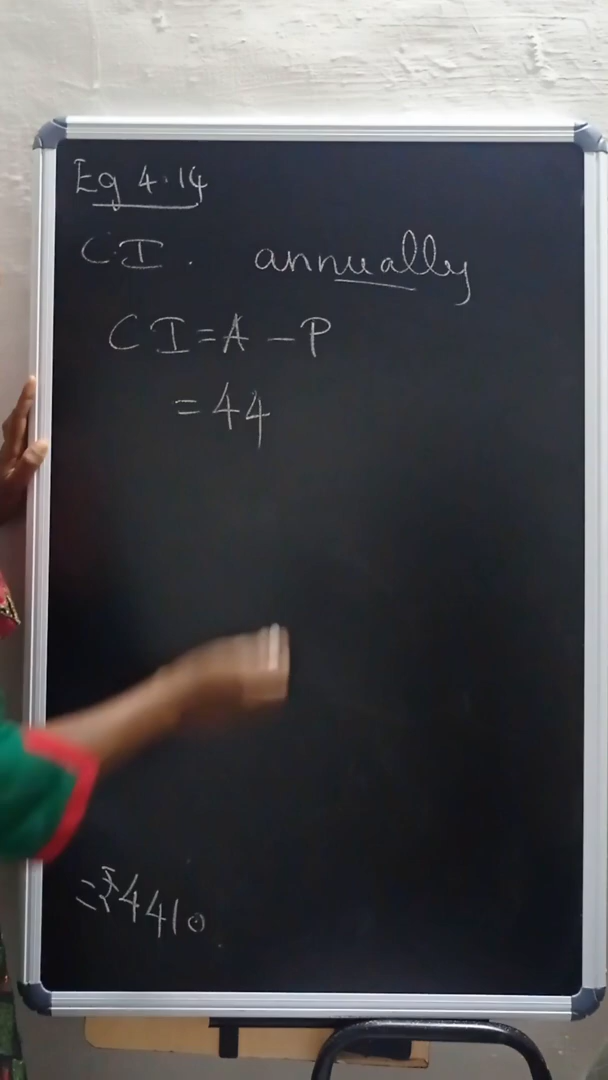 Eg 4.14
C.I. annually
CI = A - P
= 44
= ₹4410